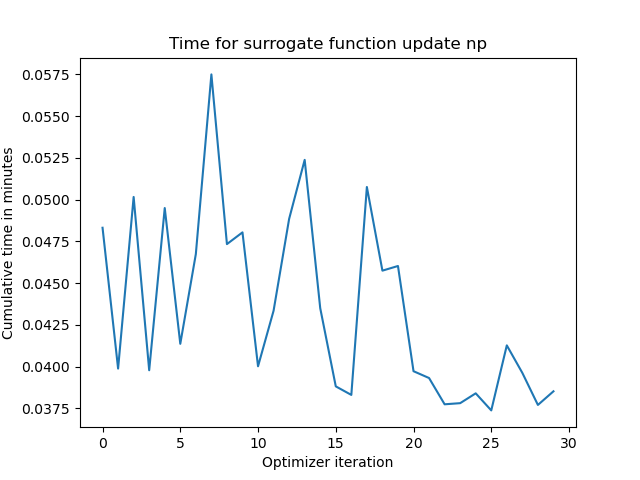 Time for surrogate function update np
Cumulative time in minutes
0.0575
0.0550
0.0525
0.0500
0.0475
0.0450
0.0425
0.0400
0.0375
0 5 10 15 20 25 30
Optimizer iteration